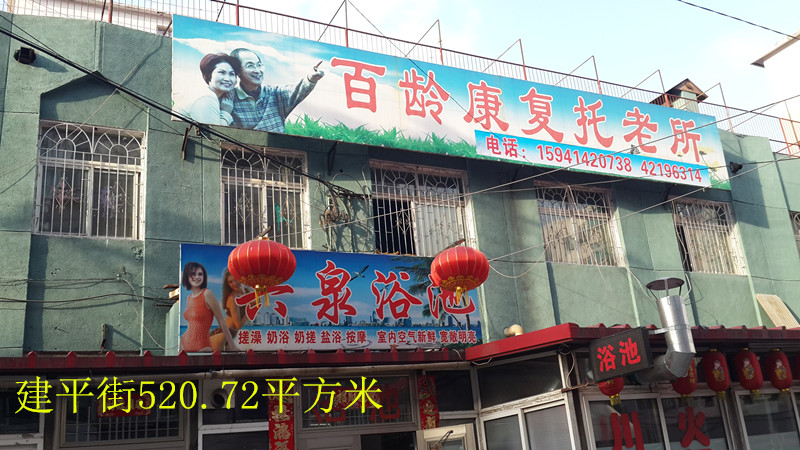 百龄康复托老所
电话：15941420738 42196314
泉浴池
搓澡 奶浴 奶搓 盐浴 按摩 室内空气新鲜 宽敞明亮
浴池
建平街520.72平方米
川 火